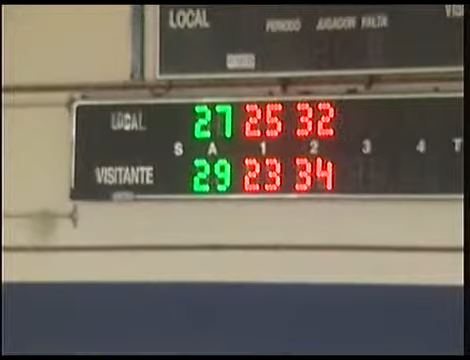 LOCAL PERIODO JUGADOR FALTA
LOCAL 27 25 32
S A 1 2 3 4 T
VISITANTE 29 23 34